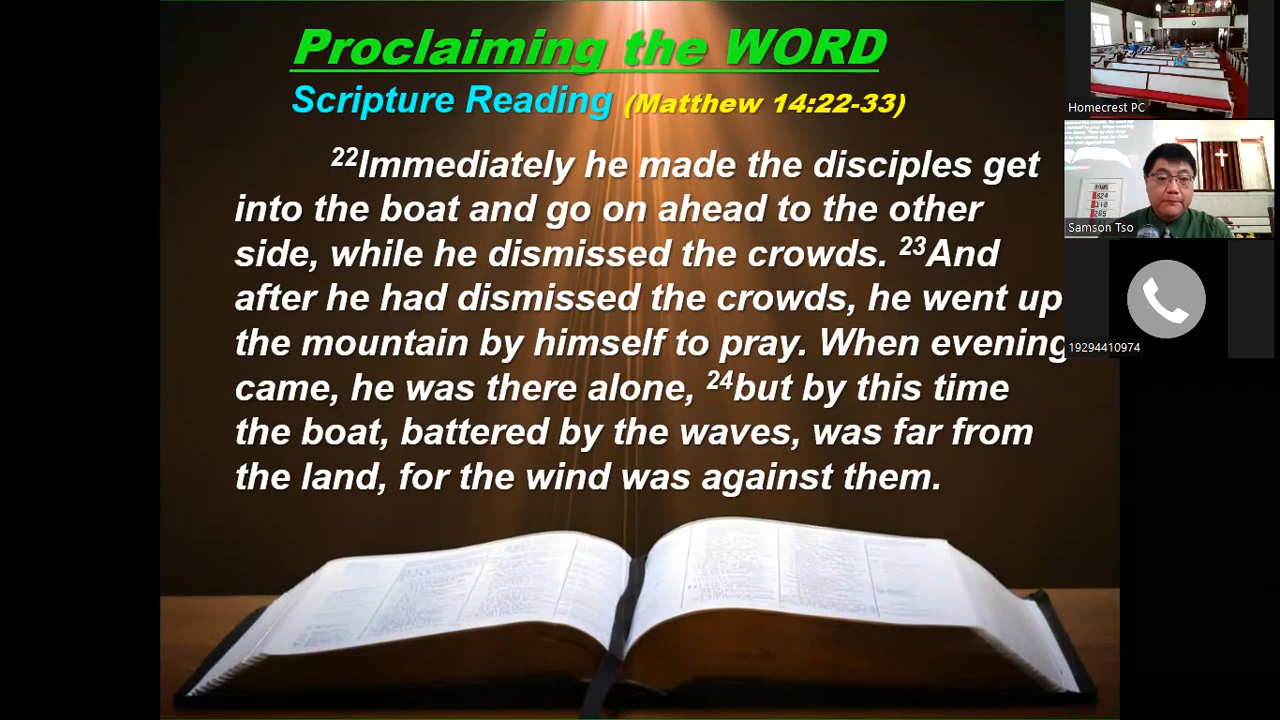 Proclaiming the WORD
Scripture Reading (Matthew 14:22-33)
22Immediately he made the disciples get
into the boat and go on ahead to the other
side, while he dismissed the crowds. 23And
after he had dismissed the crowds, he went up
the mountain by himself to pray. When evening
came, he was there alone, 24but by this time
the boat, battered by the waves, was far from
the land, for the wind was against them.
Homecrest PC
Samson Tso
19294410974